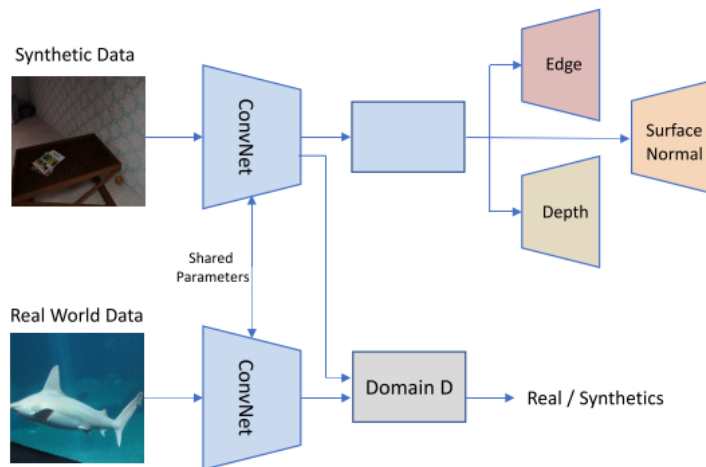 Synthetic Data
ConvNet
Edge
Surface
Normal
Depth
Shared
Parameters
Real World Data
ConvNet
Domain D
Real / Synthetics